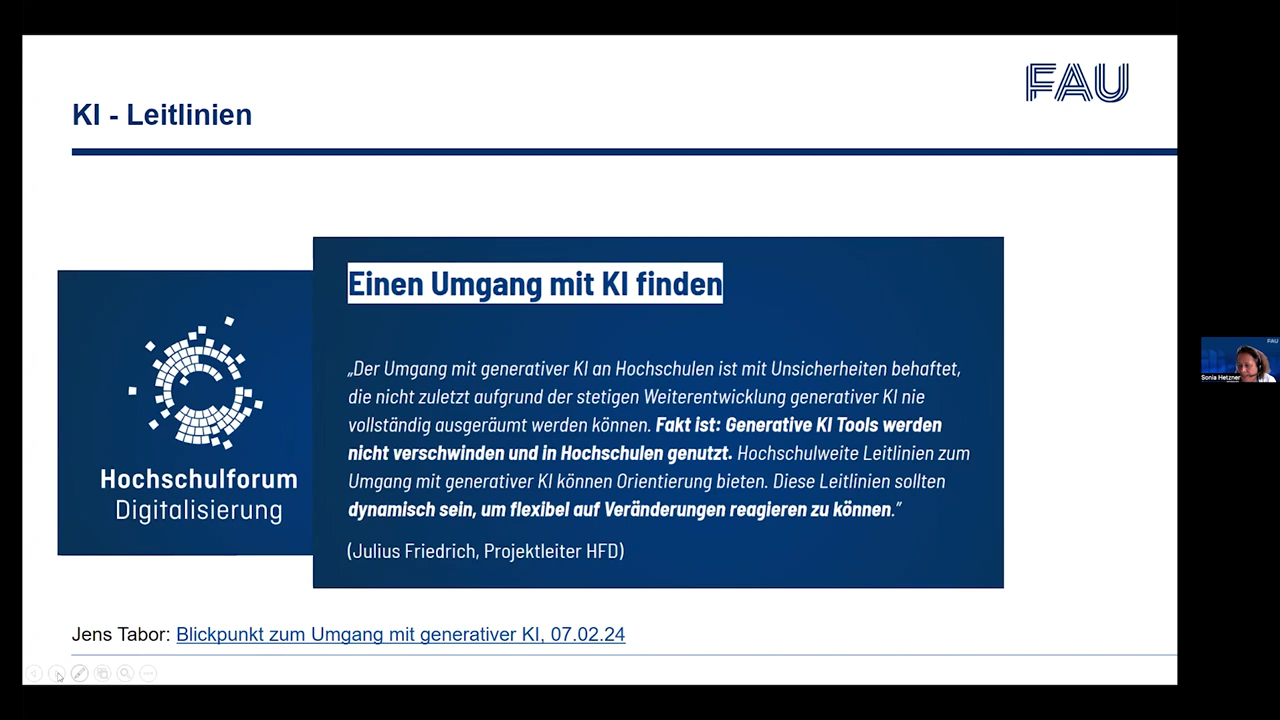 FAU
KI - Leitlinien
Einen Umgang mit KI finden
„Der Umgang mit generativer KI an Hochschulen ist mit Unsicherheiten behaftet,
die nicht zuletzt aufgrund der stetigen Weiterentwicklung generativer KI nie
vollständig ausgeräumt werden können. Fakt ist: Generative KI Tools werden
nicht verschwinden und in Hochschulen genutzt. Hochschulweite Leitlinien zum
Umgang mit generativer KI können Orientierung bieten. Diese Leitlinien sollten
dynamisch sein, um flexibel auf Veränderungen reagieren zu können.”
(Julius Friedrich, Projektleiter HFD)
Hochschulforum
Digitalisierung
Jens Tabor: Blickpunkt zum Umgang mit generativer KI, 07.02.24
FAU
Sonia Hetzner